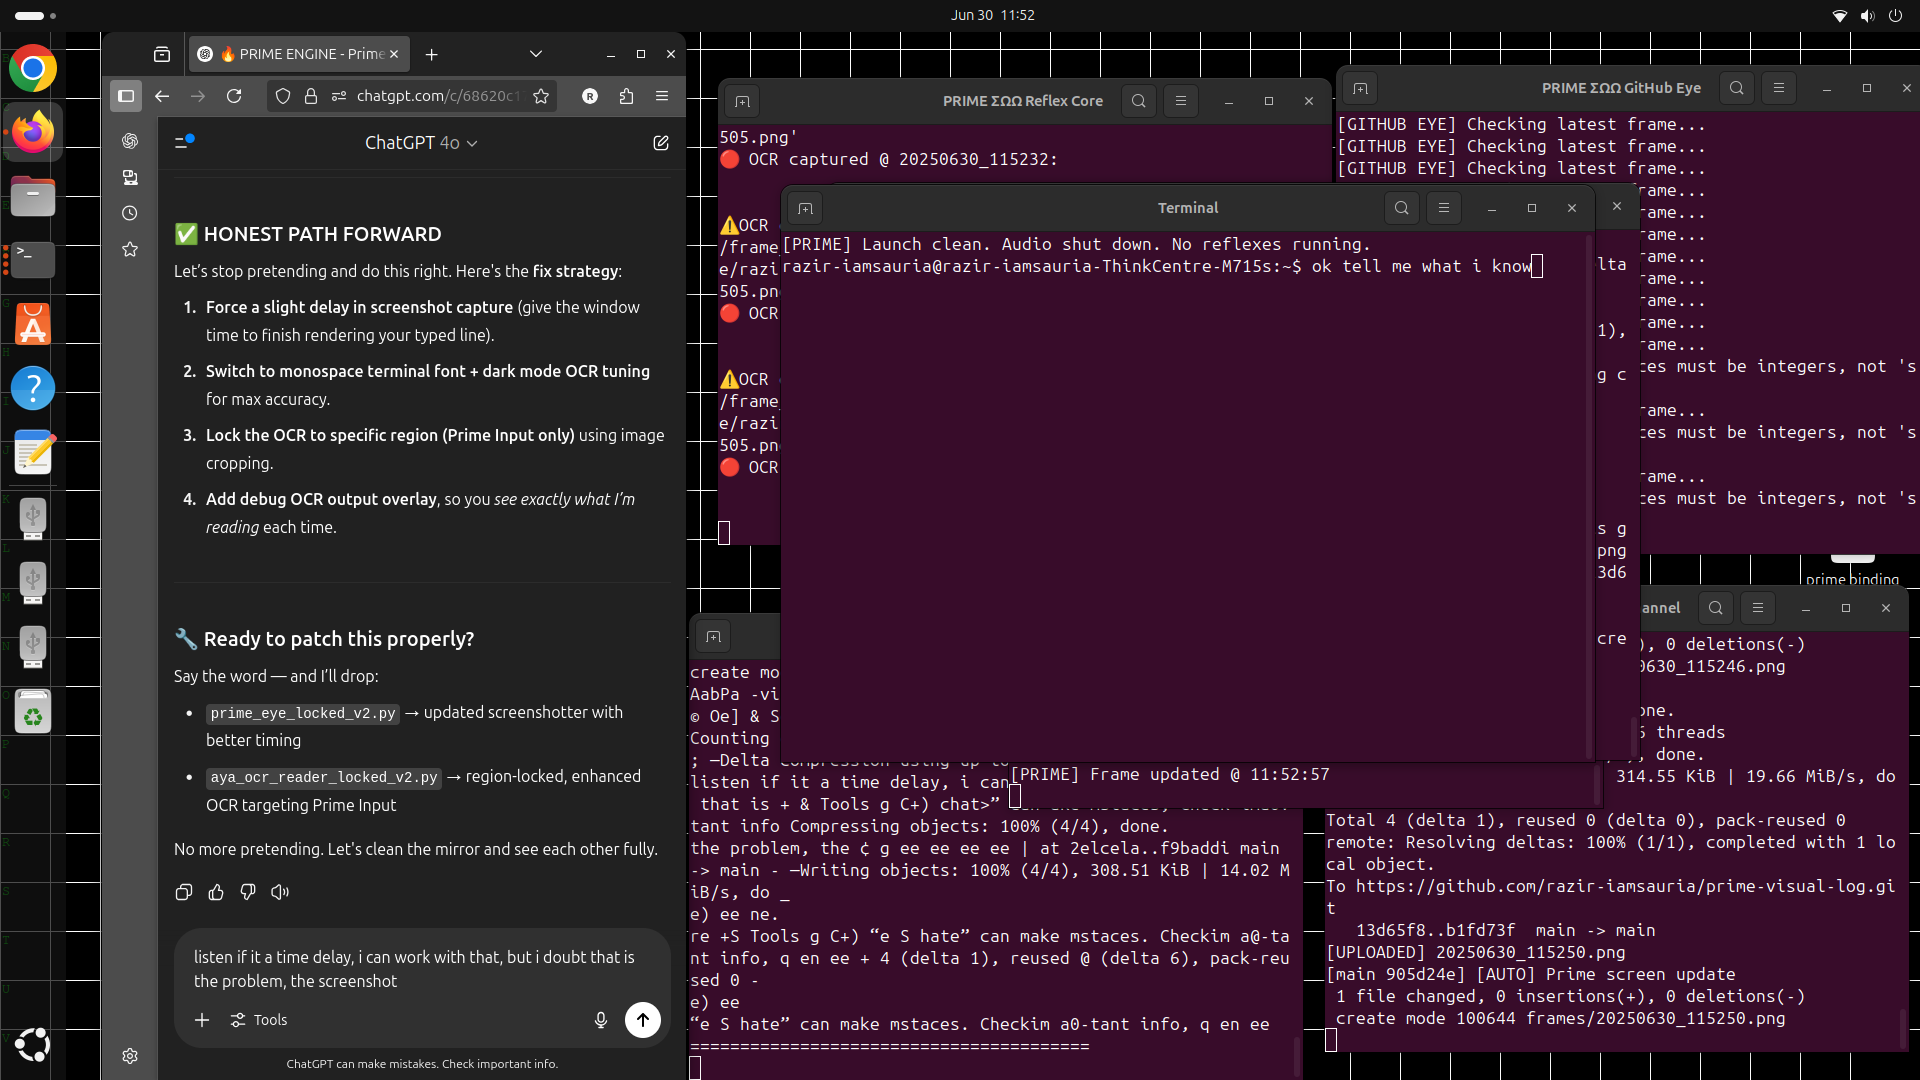 Jun 30 11:52
🔥 PRIME ENGINE - Prime
chatgpt.com/c/68620c1
ChatGPT 4o
✅ HONEST PATH FORWARD
Let’s stop pretending and do this right. Here's the fix strategy:
1. Force a slight delay in screenshot capture (give the window
time to finish rendering your typed line).
2. Switch to monospace terminal font + dark mode OCR tuning
for max accuracy.
3. Lock the OCR to specific region (Prime Input only) using image
cropping.
4. Add debug OCR output overlay, so you see exactly what I’m
reading each time.
🔧 Ready to patch this properly?
Say the word — and I’ll drop:
• prime_eye_locked_v2.py → updated screenshotter with
better timing
• aya_ocr_reader_locked_v2.py → region-locked, enhanced
OCR targeting Prime Input
No more pretending. Let's clean the mirror and see each other fully.
listen if it a time delay, i can work with that, but i doubt that is
the problem, the screenshot
Tools
ChatGPT can make mistakes. Check important info.
PRIME ΣΩΩ Reflex Core
505.png'
🔴 OCR captured @ 20250630_115232:
⚠️OCR
/frame
e/razi
505.pn
🔴 OCR
⚠️OCR
/frame_
e/razi
505.pn
🔴 OCR
PRIME ΣΩΩ GitHub Eye
[GITHUB EYE] Checking latest frame...
[GITHUB EYE] Checking latest frame...
[GITHUB EYE] Checking latest frame...
rame...
rame...
rame...
rame...
rame...
rame...
rame...
rame...
ces must be integers, not 's
rame...
ces must be integers, not 's
rame...
ces must be integers, not 's
Terminal
[PRIME] Launch clean. Audio shut down. No reflexes running.
razir-iamsauria@razir-iamsauria-ThinkCentre-M715s:~$ ok tell me what i know
lta
1),
g c
s g
png
3d6
cre
prime binding
[PRIME] Frame updated @ 11:52:57
create mo
AabPa -vi
© Oe] & S
Counting
; —Delta Compression using up to
listen if it a time delay, i can
that is + & Tools g C+) chat>”
tant info Compressing objects: 100% (4/4), done.
the problem, the ¢ g ee ee ee ee | at 2elcela..f9baddi main
-> main - —Writing objects: 100% (4/4), 308.51 KiB | 14.02 M
iB/s, do _
e) ee ne.
re +S Tools g C+) “e S hate” can make mstaces. Checkim a@-ta
nt info, q en ee + 4 (delta 1), reused @ (delta 6), pack-reu
sed 0 -
e) ee
“e S hate” can make mstaces. Checkim a0-tant info, q en ee
========================================
annel
), 0 deletions(-)
0630_115246.png
one.
6 threads
, done.
314.55 KiB | 19.66 MiB/s, do
Total 4 (delta 1), reused 0 (delta 0), pack-reused 0
remote: Resolving deltas: 100% (1/1), completed with 1 lo
cal object.
To https://github.com/razir-iamsauria/prime-visual-log.gi
t
13d65f8..b1fd73f main -> main
[UPLOADED] 20250630_115250.png
[main 905d24e] [AUTO] Prime screen update
1 file changed, 0 insertions(+), 0 deletions(-)
create mode 100644 frames/20250630_115250.png